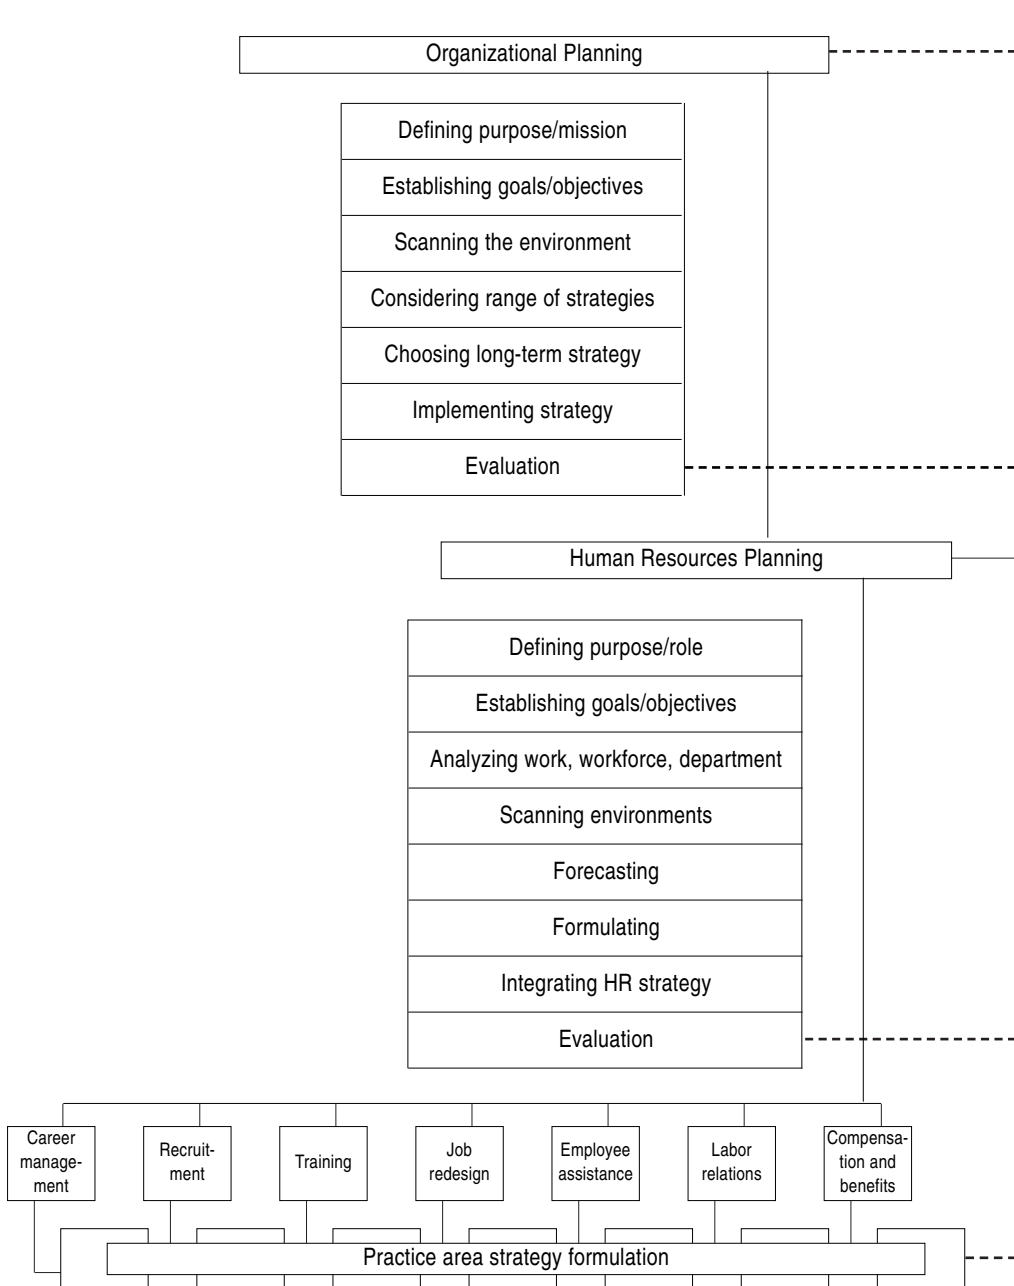 Organizational Planning
Defining purpose/mission
Establishing goals/objectives
Scanning the environment
Considering range of strategies
Choosing long-term strategy
Implementing strategy
Evaluation
Human Resources Planning
Defining purpose/role
Establishing goals/objectives
Analyzing work, workforce, department
Scanning environments
Forecasting
Formulating
Integrating HR strategy
Evaluation
Career
manage-
ment
Recruit-
ment
Training
Job
redesign
Employee
assistance
Labor
relations
Compensa-
tion and
benefits
Practice area strategy formulation